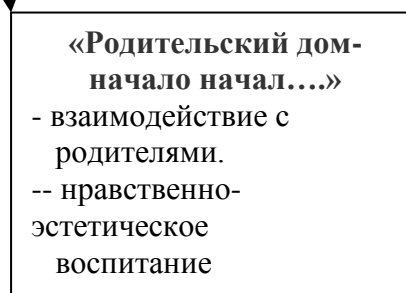 «Родительский дом-
начало начал….»
- взаимодействие с
родителями.
-- нравственно-
эстетическое
воспитание